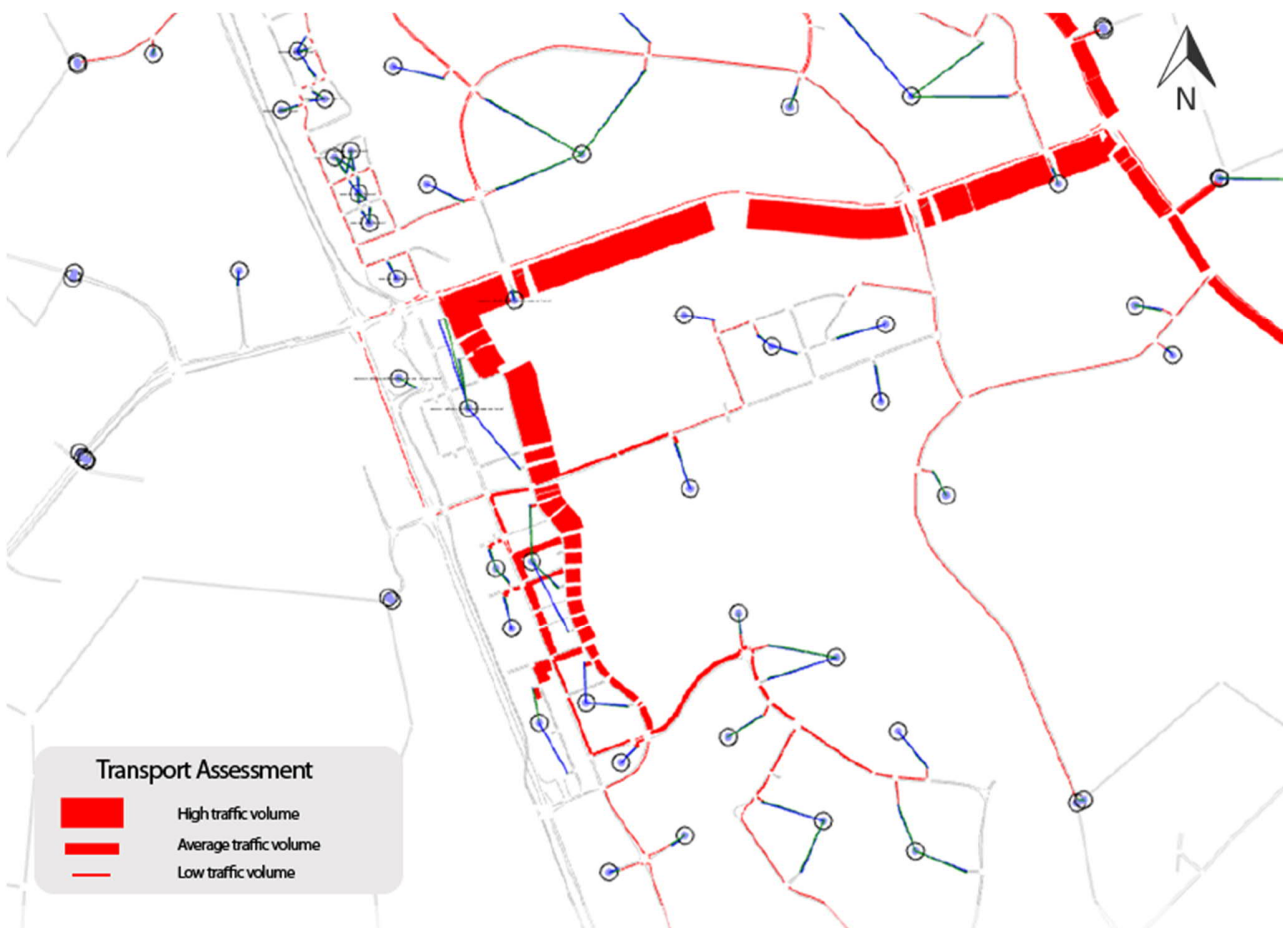 N
Transport Assessment
High traffic volume
Average traffic volume
Low traffic volume